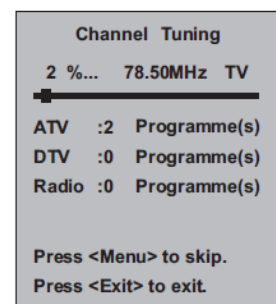 Channel Tuning
2 %... 78.50MHz TV
ATV :2 Programme(s)
DTV :0 Programme(s)
Radio :0 Programme(s)
Press <Menu> to skip.
Press <Exit> to exit.